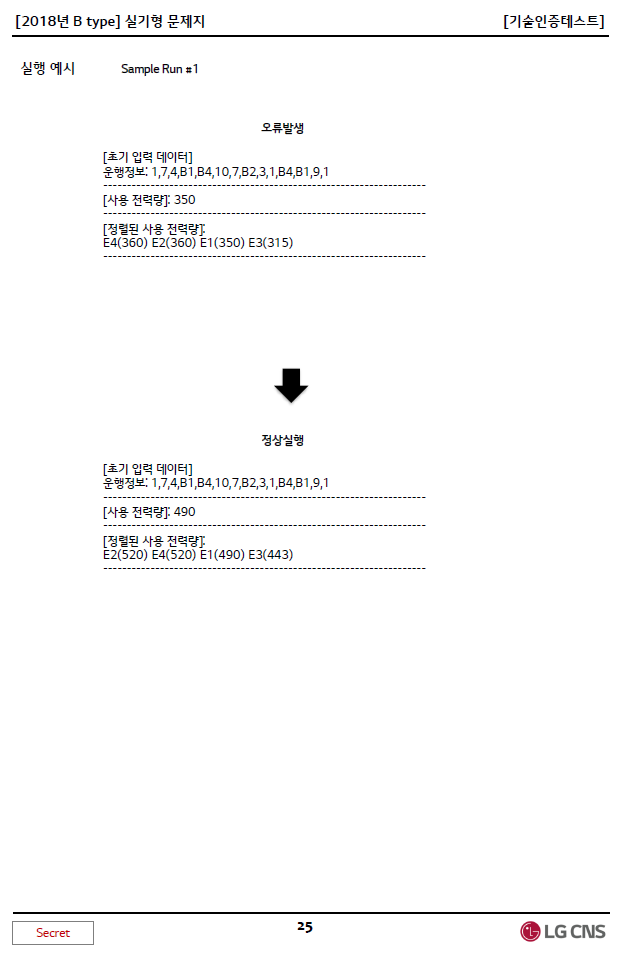 [2018년 B type] 실기형 문제지 [기술인증테스트]
실행 예시 Sample Run #1
오류발생
[초기 입력 데이터]
운행정보: 1,7,4,B1,B4,10,7,B2,3,1,B4,B1,9,1
--------------------------------------------------------------------
[사용 전력량]: 350
--------------------------------------------------------------------
[정렬된 사용 전력량]:
E4(360) E2(360) E1(350) E3(315)
--------------------------------------------------------------------
정상실행
[초기 입력 데이터]
운행정보: 1,7,4,B1,B4,10,7,B2,3,1,B4,B1,9,1
--------------------------------------------------------------------
[사용 전력량]: 490
--------------------------------------------------------------------
[정렬된 사용 전력량]:
E2(520) E4(520) E1(490) E3(443)
--------------------------------------------------------------------
Secret 25 LG CNS